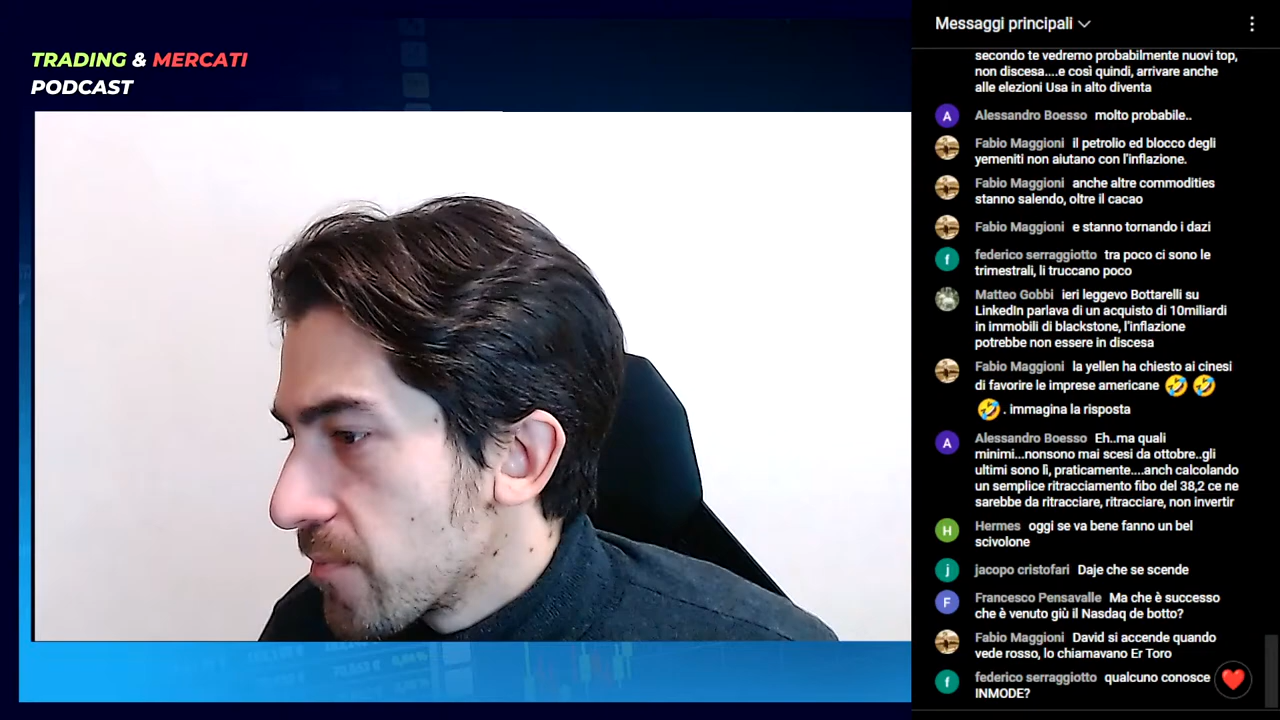 TRADING & MERCATI
PODCAST
Messaggi principali
secondo te vedremo probabilmente nuovi top,
non discesa....e così quindi, arrivare anche
alle elezioni Usa in alto diventa
A Alessandro Boesso molto probabile..
Fabio Maggioni il petrolio ed blocco degli
yemeniti non aiutano con l'inflazione.
Fabio Maggioni anche altre commodities
stanno salendo, oltre il cacao
Fabio Maggioni e stanno tornando i dazi
f federico serraggiotto tra poco ci sono le
trimestrali, li truccano poco
Matteo Gobbi ieri leggevo Bottarelli su
LinkedIn parlava di un acquisto di 10miliardi
in immobili di blackstone, l'inflazione
potrebbe non essere in discesa
Fabio Maggioni la yellen ha chiesto ai cinesi
di favorire le imprese americane 🤣 🤣
🤣 . immagina la risposta
A Alessandro Boesso Eh..ma quali
minimi...nonsono mai scesi da ottobre..gli
ultimi sono lì, praticamente....anch calcolando
un semplice ritracciamento fibo del 38,2 ce ne
sarebbe da ritracciare, ritracciare, non invertir
H Hermes oggi se va bene fanno un bel
scivolone
j jacopo cristofari Daje che se scende
F Francesco Pensavalle Ma che è successo
che è venuto giù il Nasdaq de botto?
Fabio Maggioni David si accende quando
vede rosso, lo chiamavano Er Toro
f federico serraggiotto qualcuno conosce
INMODE?